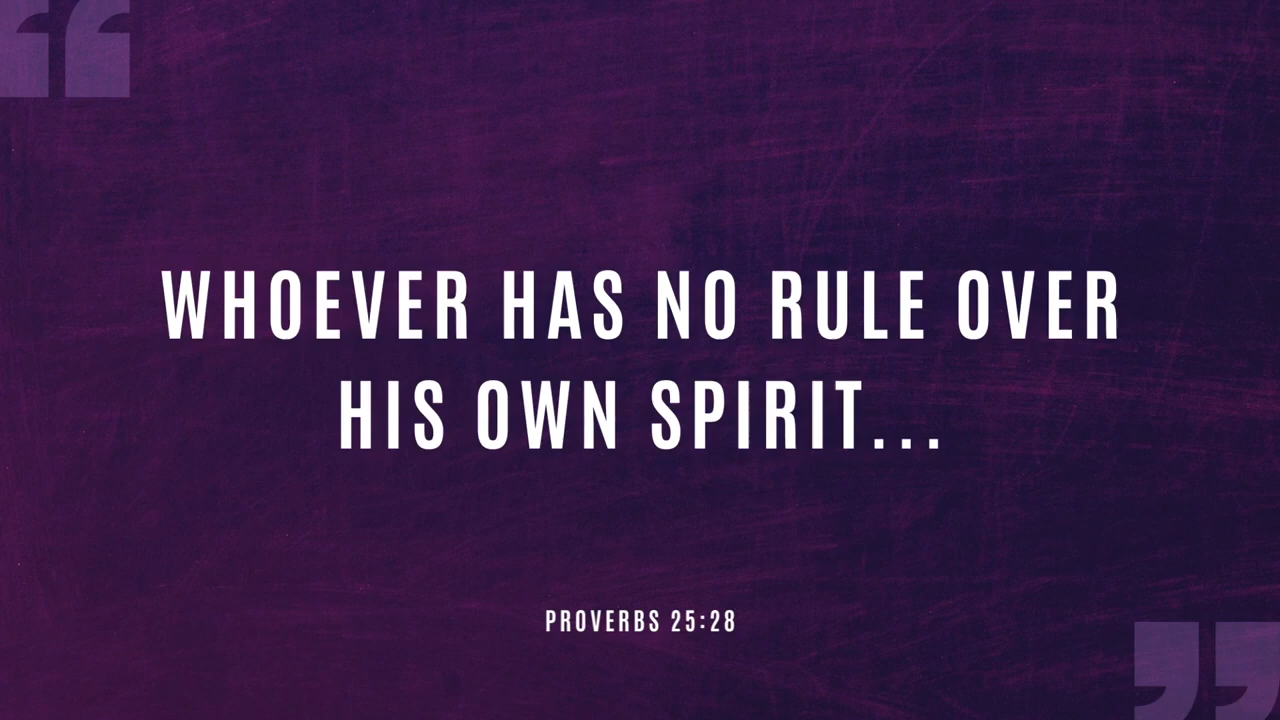 WHOEVER HAS NO RULE OVER
HIS OWN SPIRIT...
PROVERBS 25:28